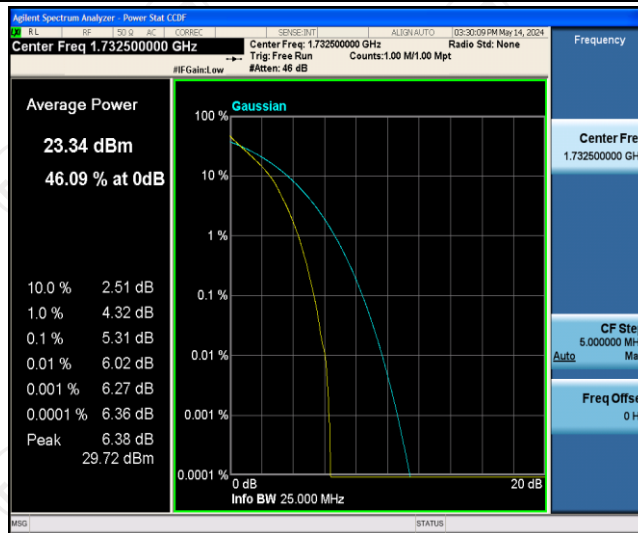 Agilent Spectrum Analyzer - Power Stat CCDF
RL RF 50 Ω AC CORREC SENSE:INT ALIGNAUTO 03:30:09 PM May 14, 2024
Center Freq 1.732500000 GHz
Center Freq: 1.732500000 GHz Radio Std: None
Trig: Free Run Counts:1.00 M/1.00 Mpt
#IFGain:Low #Atten: 46 dB
Frequency
Average Power
23.34 dBm
46.09 % at 0dB
10.0 % 2.51 dB
1.0 % 4.32 dB
0.1 % 5.31 dB
0.01 % 6.02 dB
0.001 % 6.27 dB
0.0001 % 6.36 dB
Peak 6.38 dB
29.72 dBm
Gaussian
100 %
10 %
1 %
0.1 %
0.01 %
0.001 %
0.0001 %
0 dB 20 dB
Info BW 25.000 MHz
Center Fre
1.732500000 GH
CF Ste
5.000000 MH
Auto Ma
Freq Offse
0 H
MSG STATUS